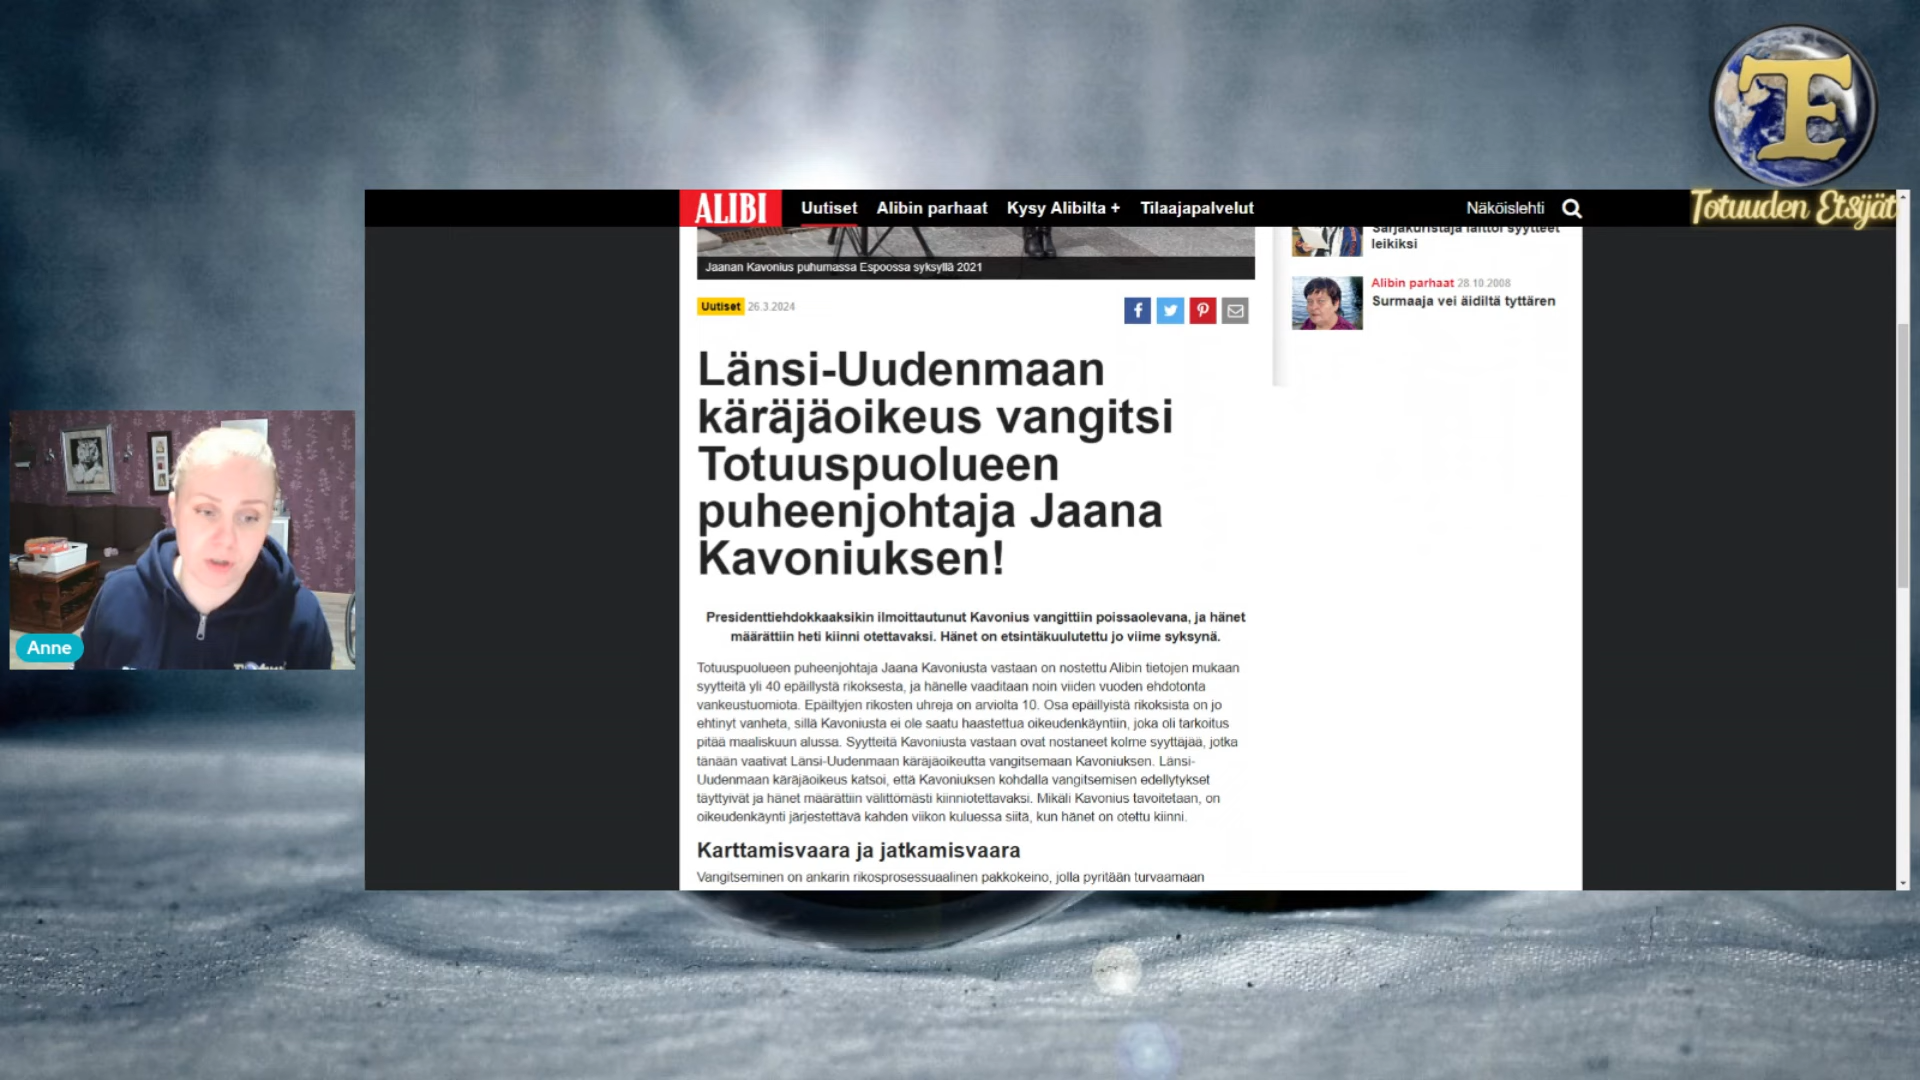 TE
Totuuden Etsijät
ALIBI
Uutiset
Alibin parhaat
Kysy Alibilta +
Tilaajapalvelut
Näköislehti
Jaanan Kavonius puhumassa Espoossa syksyllä 2021
Uutiset 26.3.2024
Länsi-Uudenmaan
käräjäoikeus vangitsi
Totuuspuolueen
puheenjohtaja Jaana
Kavoniuksen!
Presidenttiehdokkaaksikin ilmoittautunut Kavonius vangittiin poissaolevana, ja hänet
määrättiin heti kiinni otettavaksi. Hänet on etsintäkuulutettu jo viime syksynä.
Totuuspuolueen puheenjohtaja Jaana Kavoniusta vastaan on nostettu Alibin tietojen mukaan
syytteitä yli 40 epäillystä rikoksesta, ja hänelle vaaditaan noin viiden vuoden ehdotonta
vankeustuomiota. Epäiltyjen rikosten uhreja on arviolta 10. Osa epäillyistä rikoksista on jo
ehtinyt vanheta, sillä Kavoniusta ei ole saatu haastettua oikeudenkäyntiin, joka oli tarkoitus
pitää maaliskuun alussa. Syytteitä Kavoniusta vastaan ovat nostaneet kolme syyttäjää, jotka
tänään vaativat Länsi-Uudenmaan käräjäoikeutta vangitsemaan Kavoniuksen. Länsi-
Uudenmaan käräjäoikeus katsoi, että Kavoniuksen kohdalla vangitsemisen edellytykset
täyttyivät ja hänet määrättiin välittömästi kiinniotettavaksi. Mikäli Kavonius tavoitetaan, on
oikeudenkäynti järjestettävä kahden viikon kuluessa siitä, kun hänet on otettu kiinni.
Karttamisvaara ja jatkamisvaara
Vangitseminen on ankarin rikosprosessuaalinen pakkokeino, jolla pyritään turvaamaan
Sarjakuristaja laittoi syytteet
leikiksi
Alibin parhaat 28.10.2008
Surmaaja vei äidiltä tyttären
Anne